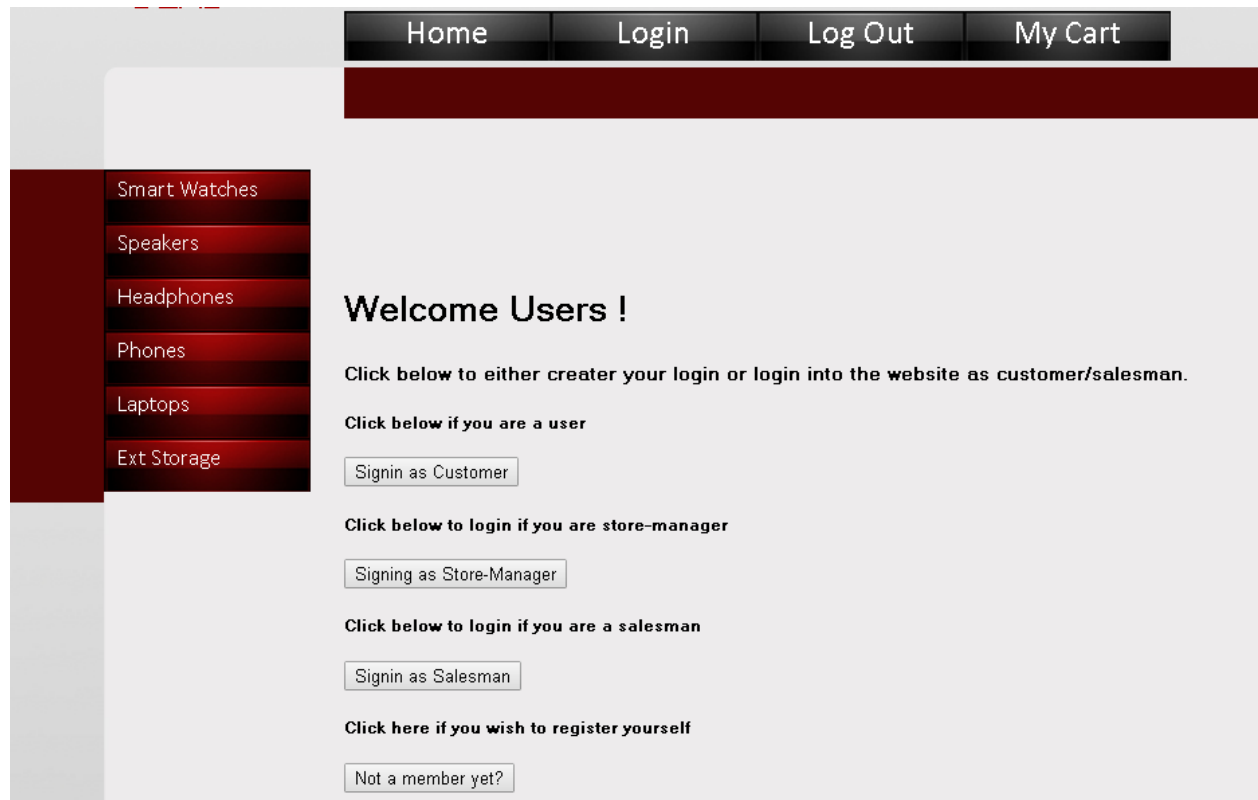 Home Login Log Out My Cart
Smart Watches
Speakers
Headphones
Phones
Laptops
Ext Storage
Welcome Users !
Click below to either creater your login or login into the website as customer/salesman.
Click below if you are a user
Signin as Customer
Click below to login if you are store-manager
Signing as Store-Manager
Click below to login if you are a salesman
Signin as Salesman
Click here if you wish to register yourself
Not a member yet?